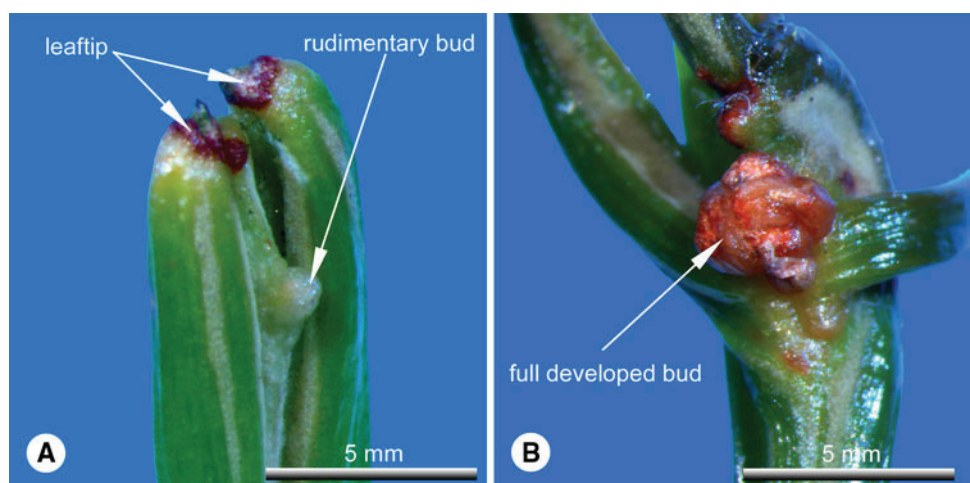 leaftip
rudimentary bud
A
5 mm
full developed bud
B
5 mm